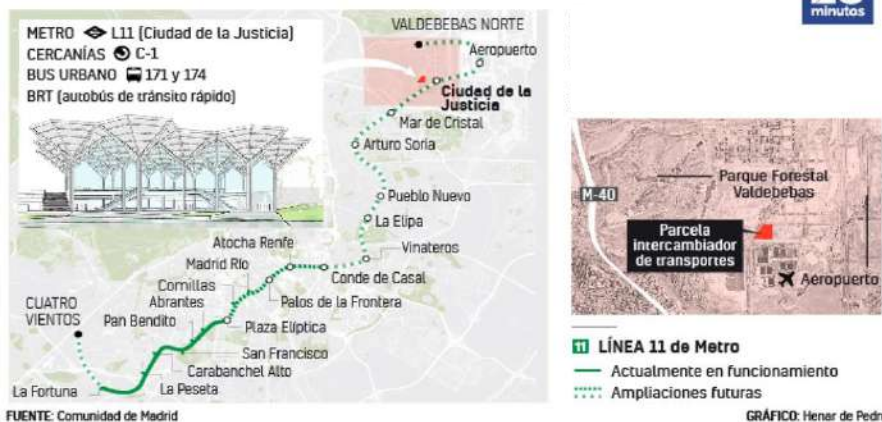 minutos
METRO L11 (Ciudad de la Justicia)
CERCANÍAS C-1
BUS URBANO 171 y 174
BRT (autobús de tránsito rápido)
VALDEBEBAS NORTE
Aeropuerto
Ciudad de la
Justicia
Mar de Cristal
Arturo Soria
Pueblo Nuevo
La Elipa
Vinateros
Conde de Casal
Atocha Renfe
Madrid Río
Palos de la Frontera
Comillas
Abrantes
Plaza Elíptica
Pan Bendito
San Francisco
Carabanchel Alto
La Peseta
CUATRO
VIENTOS
La Fortuna
M-40
Parque Forestal
Valdebebas
Parcela
intercambiador
de transportes
Aeropuerto
11 LÍNEA 11 de Metro
Actualmente en funcionamiento
Ampliaciones futuras
FUENTE: Comunidad de Madrid
GRÁFICO: Henar de Pedr